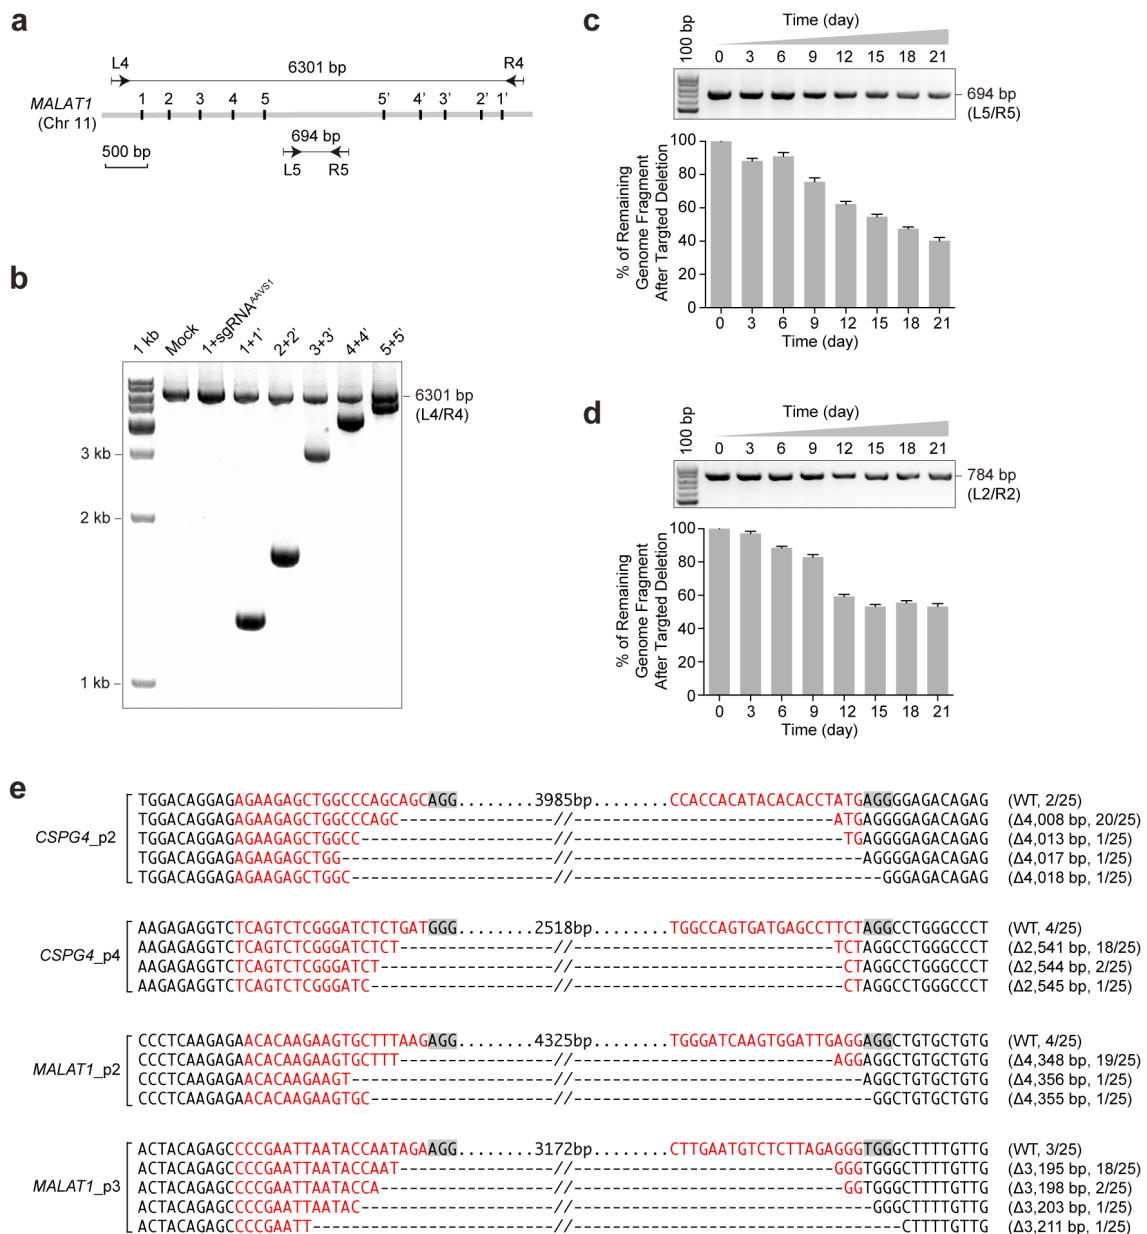 a
L4 6301 bp R4
MALAT1 1 2 3 4 5 5' 4' 3' 2' 1'
(Chr 11)
500 bp
694 bp
L5 R5
b
1 kb Mock 1+sgRNA^AAVS1 1+1' 2+2' 3+3' 4+4' 5+5'
6301 bp
(L4/R4)
3 kb
2 kb
1 kb
c
Time (day)
100 bp 0 3 6 9 12 15 18 21
694 bp
(L5/R5)
% of Remaining
Genome Fragment
After Targted Deletion
100
80
60
40
20
0
0 3 6 9 12 15 18 21
Time (day)
d
Time (day)
100 bp 0 3 6 9 12 15 18 21
784 bp
(L2/R2)
% of Remaining
Genome Fragment
After Targted Deletion
100
80
60
40
20
0
0 3 6 9 12 15 18 21
Time (day)
e
CSPG4_p2
TGGACAGGAGAGAAGAGCTGGCCCAGCAGCAGG........3985bp........CCACCACATACACACCTATGAGGGGAGACAGAG (WT, 2/25)
TGGACAGGAGAGAAGAGCTGGCCCAGC----------------//----------------ATGAGGGGAGACAGAG (Δ4,008 bp, 20/25)
TGGACAGGAGAGAAGAGCTGGCC--------------------//-----------------TGAGGGGAGACAGAG (Δ4,013 bp, 1/25)
TGGACAGGAGAGAAGAGCTGG----------------------//-------------------AGGGGAGACAGAG (Δ4,017 bp, 1/25)
TGGACAGGAGAGAAGAGCTGGC---------------------//---------------------GGGAGACAGAG (Δ4,018 bp, 1/25)
CSPG4_p4
AAGAGAGGTCTCAGTCTCGGGATCTCTGATGGG........2518bp........TGGCCAGTGATGAGCCTTCTAGGCCTGGGCCCT (WT, 4/25)
AAGAGAGGTCTCAGTCTCGGGATCTCT----------------//----------------TCTAGGCCTGGGCCCT (Δ2,541 bp, 18/25)
AAGAGAGGTCTCAGTCTCGGGATCT------------------//-----------------CTAGGCCTGGGCCCT (Δ2,544 bp, 2/25)
AAGAGAGGTCTCAGTCTCGGGATC-------------------//-----------------CTAGGCCTGGGCCCT (Δ2,545 bp, 1/25)
MALAT1_p2
CCCTCAAGAGAACACAAGAAGTGCTTTAAGAGG........4325bp........TGGGATCAAGTGGATTGAGGAGGCTGTGCTGTG (WT, 4/25)
CCCTCAAGAGAACACAAGAAGTGCTTT----------------//----------------AGGAGGCTGTGCTGTG (Δ4,348 bp, 19/25)
CCCTCAAGAGAACACAAGAAGT---------------------//-------------------AGGCTGTGCTGTG (Δ4,356 bp, 1/25)
CCCTCAAGAGAACACAAGAAGTGC-------------------//--------------------GGCTGTGCTGTG (Δ4,355 bp, 1/25)
MALAT1_p3
ACTACAGAGCCCCGAATTAATACCAATAGAAGG........3172bp........CTTGAATGTCTCTTAGAGGGTGGGCTTTTGTTG (WT, 3/25)
ACTACAGAGCCCCGAATTAATACCAAT----------------//----------------GGGTGGGCTTTTGTTG (Δ3,195 bp, 18/25)
ACTACAGAGCCCCGAATTAATACCA------------------//-----------------GGTGGGCTTTTGTTG (Δ3,198 bp, 2/25)
ACTACAGAGCCCCGAATTAATAC--------------------//--------------------GGGCTTTTGTTG (Δ3,203 bp, 1/25)
ACTACAGAGCCCCGAATT-------------------------//-----------------------CTTTTGTTG (Δ3,211 bp, 1/25)